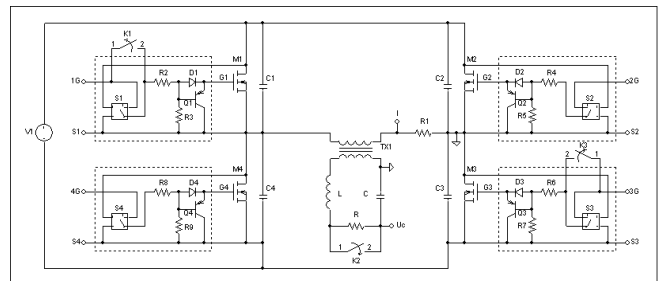 K1
1 2
M1
M2
R2 D1
C1
C2
D2 R4
1G
G1
G2
2G
S1
Q1
Q2
S2
R3
I
R1
R5
V1
S1
S2
TX1
K3
2 1
M4
M3
R8 D4
D3 R6
4G
G4
G3
3G
S4
Q4
C4
L
C
C3
Q3
S3
R9
R
R7
Uc
S4
1 2
S3
K2